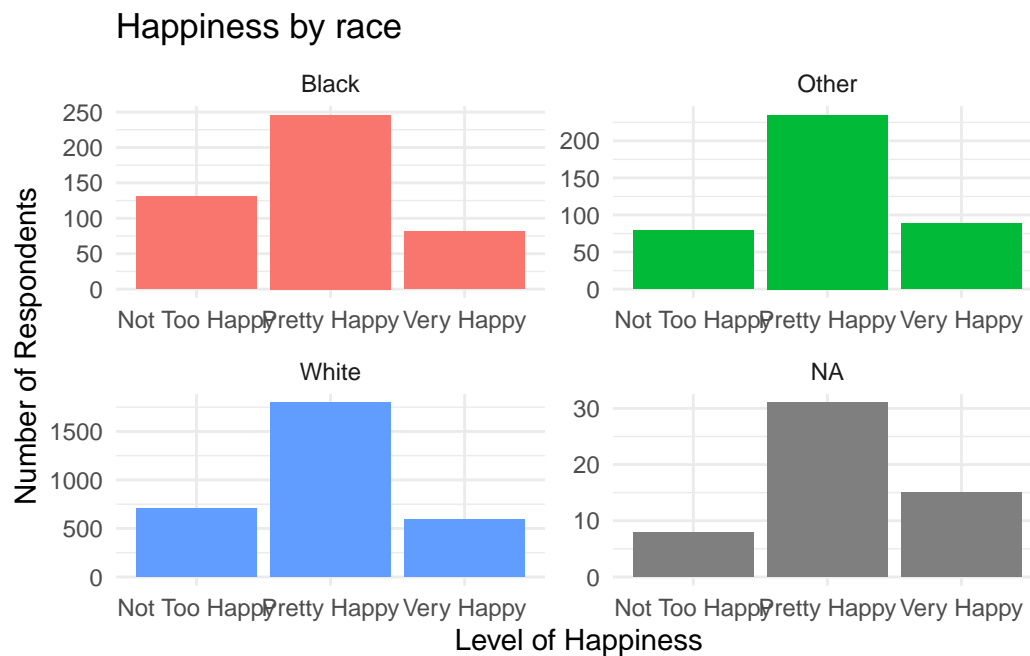 Happiness by race
Number of Respondents
Black
250
200
150
100
50
0
Not Too Happy Pretty Happy Very Happy
Other
200
150
100
50
0
Not Too Happy Pretty Happy Very Happy
White
1500
1000
500
0
Not Too Happy Pretty Happy Very Happy
NA
30
20
10
0
Not Too Happy Pretty Happy Very Happy
Level of Happiness